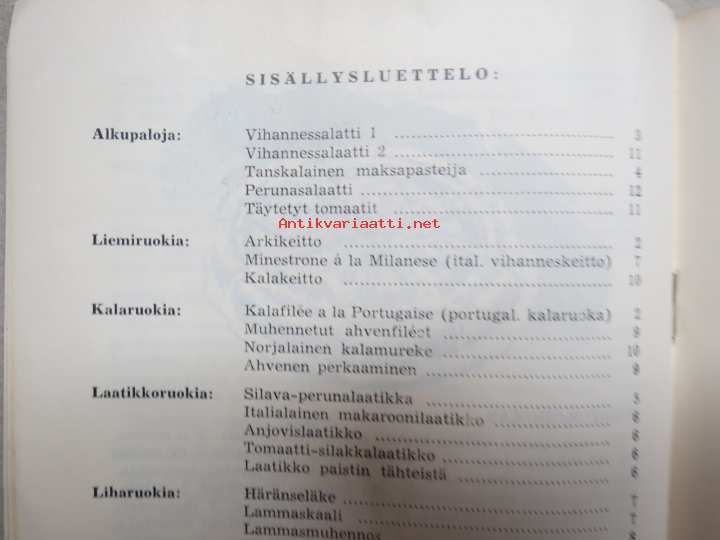 SISÄLLYSLUETTELO:
Alkupaloja: Vihannessalatti 1 ........ 3
Vihannessalaatti 2 ........ 11
Tanskalainen maksapasteija ........ 4
Perunasalaatti ........ 12
Täytetyt tomaatit ........ 11
Antikvariaatti.net
Liemiruokia: Arkikeitto ........ 2
Minestrone á la Milanese (ital. vihanneskeitto) 7
Kalakeitto ........ 10
Kalaruokia: Kalafilée a la Portugaise (portugal. kalaruoka) 2
Muhennetut ahvenfiléet ........ 9
Norjalainen kalamureke ........ 10
Ahvenen perkaaminen ........ 9
Laatikkoruokia: Silava-perunalaatikka ........ 5
Italialainen makaroonilaatikko ........ 6
Anjovislaatikko ........ 6
Tomaatti-silakkalaatikko ........ 6
Laatikko paistin tähteistä ........ 6
Liharuokia: Häränseläke ........ 7
Lammaskaali ........ 7
Lammasmuhennos ........ 8